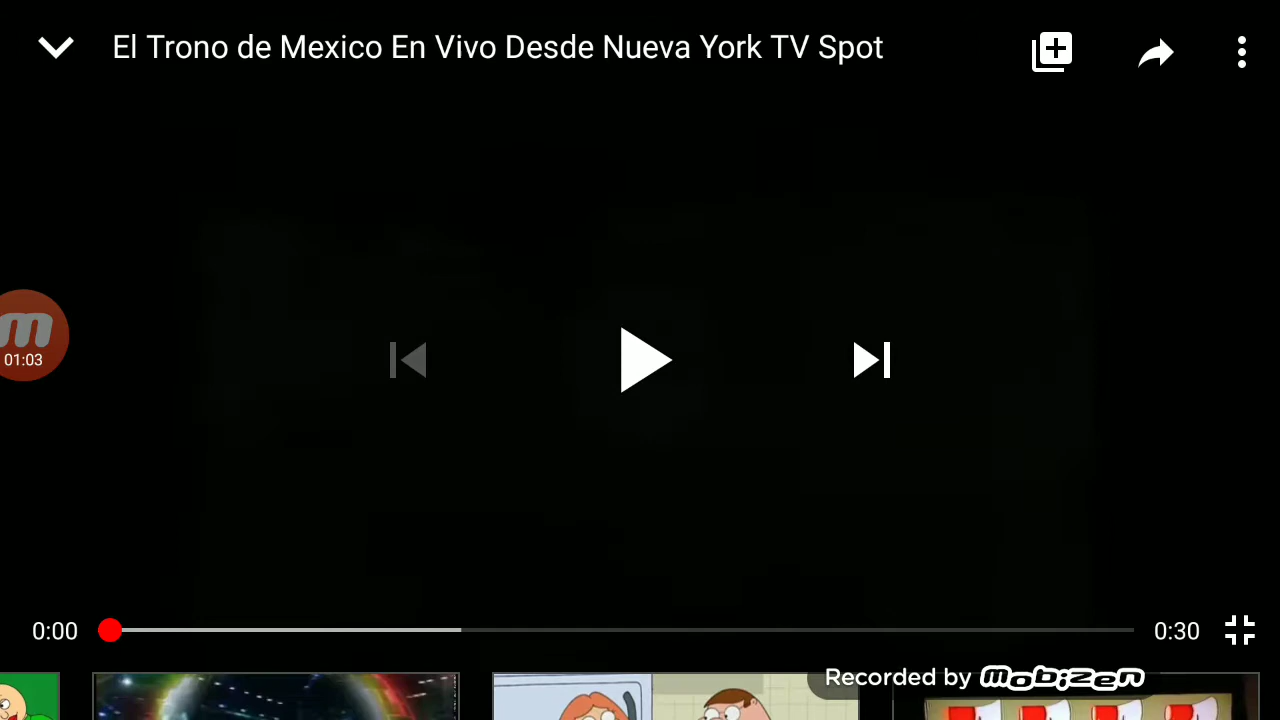 El Trono de Mexico En Vivo Desde Nueva York TV Spot
m
01:03
0:00
0:30
Recorded by mobizen